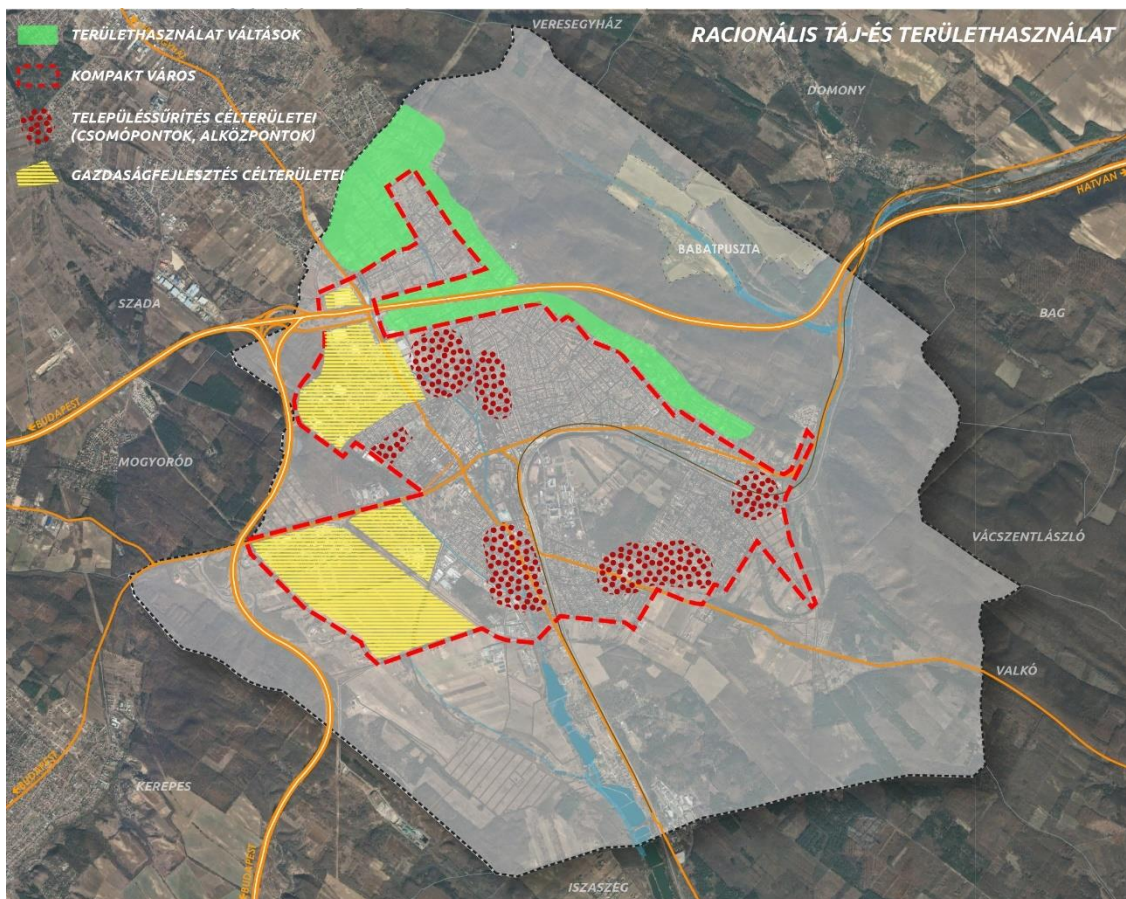 RACIONÁLIS TÁJ-ÉS TERÜLETHASZNÁLAT
TERÜLETHASZNÁLAT VÁLTÁSOK
KOMPAKT VÁROS
TELEPÜLÉSSŰRÍTÉS CÉLTERÜLETEI
(CSOMÓPONTOK, ALKÖZPONTOK)
GAZDASÁGFEJLESZTÉS CÉLTERÜLETEI
VERESEGYHÁZ
DOMONY
HATVAN
BABATPUSZTA
SZADA
BAG
BUDAPEST
MOGYORÓD
VÁCSZENTLÁSZLÓ
VALKÓ
BUDAPEST
KEREPES
BUDAPEST
ISZASZEG